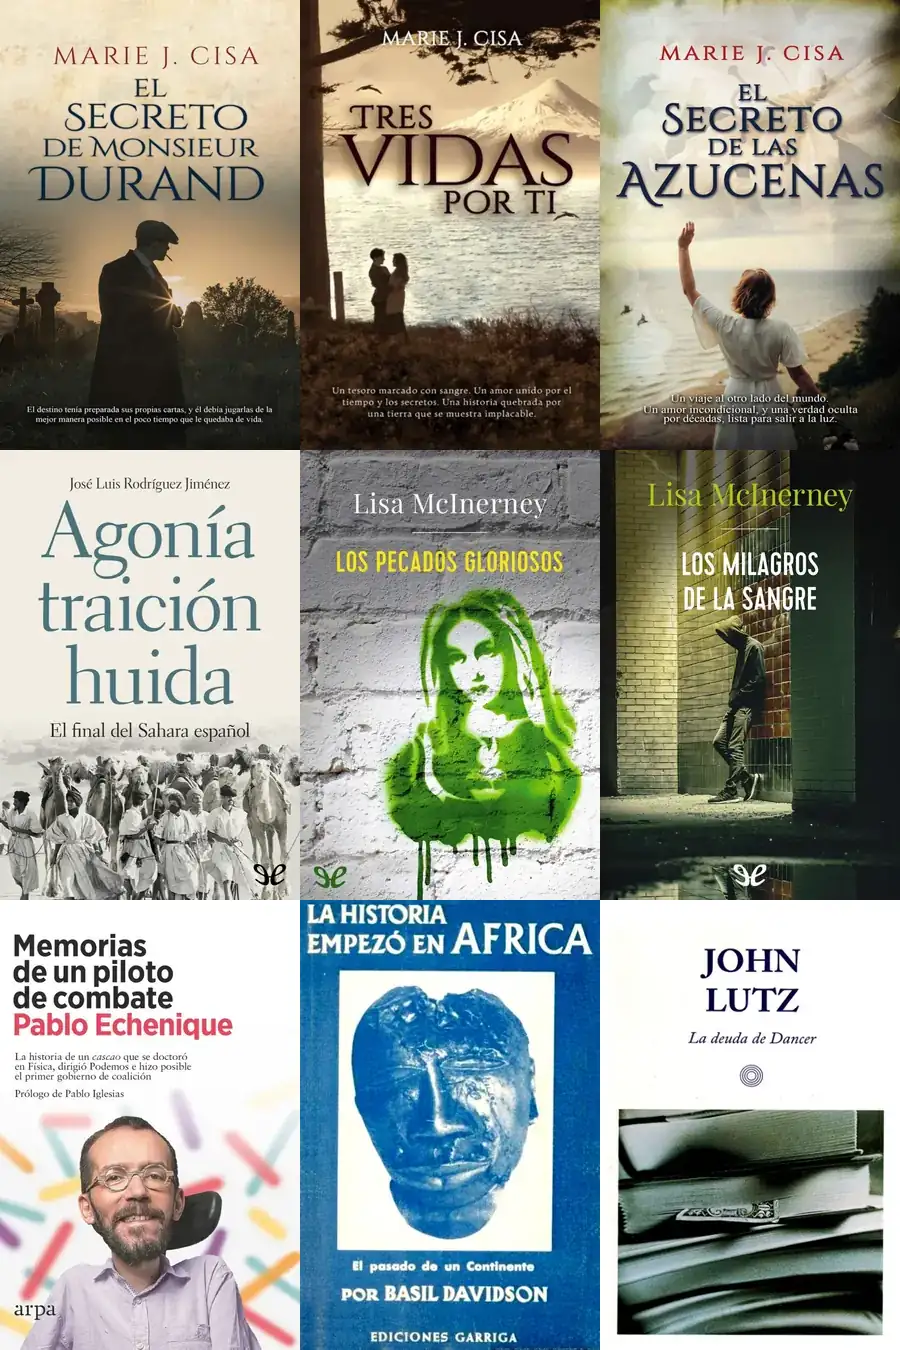 MARIE J. CISA
EL
SECRETO
DE MONSIEUR
DURAND
El destino tenía preparada sus propias cartas, y él debía jugarlas de la
mejor manera posible en el poco tiempo que le quedaba de vida.
MARIE J. CISA
TRES
VIDAS
POR TI
Un tesoro marcado con sangre. Un amor unido por el
tiempo y los secretos. Una historia quebrada por
una tierra que se muestra implacable.
MARIE J. CISA
EL
SECRETO
DE LAS
AZUCENAS
Un viaje al otro lado del mundo.
Un amor incondicional, y una verdad oculta
por décadas, lista para salir a la luz.
José Luis Rodríguez Jiménez
Agonía
traición
huida
El final del Sahara español
Lisa McInerney
LOS PECADOS GLORIOSOS
Lisa McInerney
LOS MILAGROS
DE LA SANGRE
Memorias
de un piloto
de combate
Pablo Echenique
La historia de un cascao que se doctoró
en Física, dirigió Podemos e hizo posible
el primer gobierno de coalición
Prólogo de Pablo Iglesias
arpa
LA HISTORIA
EMPEZÓ EN AFRICA
El pasado de un Continente
POR BASIL DAVIDSON
EDICIONES GARRIGA
JOHN
LUTZ
La deuda de Dancer